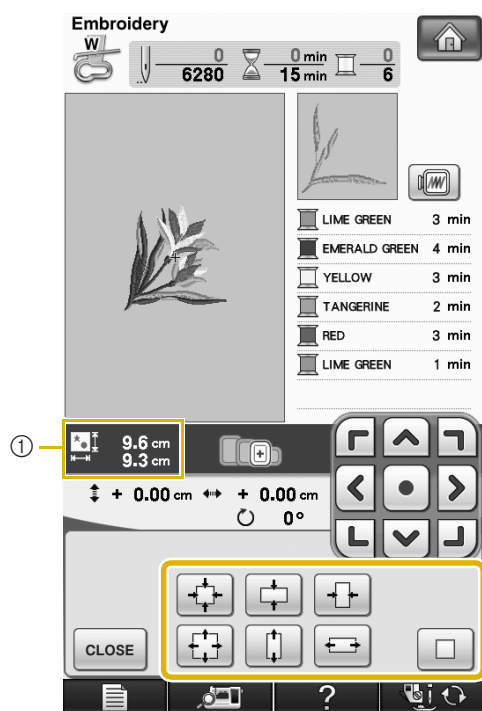 Embroidery
W
0 0 min 0
6280 15 min 6
LIME GREEN 3 min
EMERALD GREEN 4 min
YELLOW 3 min
TANGERINE 2 min
RED 3 min
LIME GREEN 1 min
① 9.6 cm
9.3 cm
+ 0.00 cm + 0.00 cm
0°
CLOSE
?